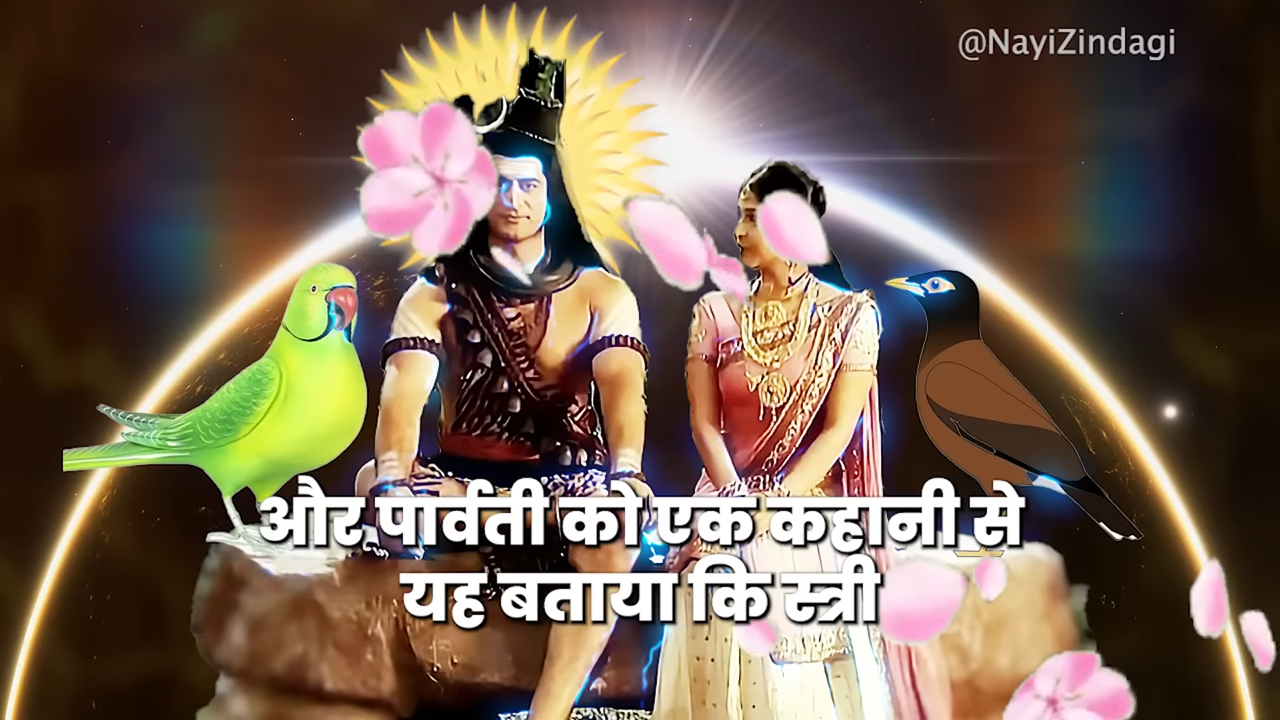 @NayiZindagi
और पार्वती को एक कहानी से
यह बताया कि स्त्री